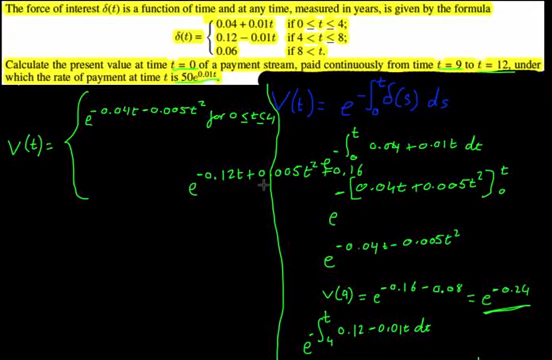 The force of interest δ(t) is a function of time and at any time, measured in years, is given by the formula
δ(t) = { 0.04 + 0.01t if 0 ≤ t ≤ 4;
0.12 − 0.01t if 4 < t ≤ 8;
0.06 if 8 < t.
Calculate the present value at time t = 0 of a payment stream, paid continuously from time t = 9 to t = 12, under
which the rate of payment at time t is 50e^0.01t.
V(t) = e^-∫₀^t δ(s) ds
V(t) = { e^-0.04t-0.005t² for 0≤t≤4
e^-0.12t+0.005t²+0.16
e^-∫₀^t 0.04+0.01t dt
e^-[0.04t+0.005t²]₀^t
e^-0.04t-0.005t²
V(4) = e^-0.16-0.08 = e^-0.24
e^-∫₄^t 0.12-0.01t dt